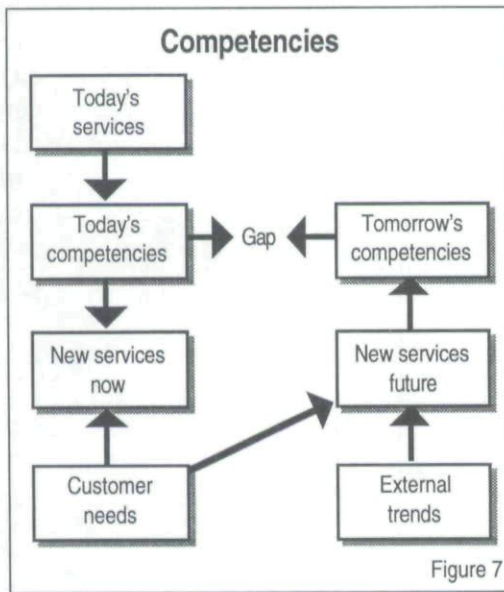 Competencies
Today's
services
Today's
competencies
Gap
Tomorrow's
competencies
New services
now
New services
future
Customer
needs
External
trends
Figure 7